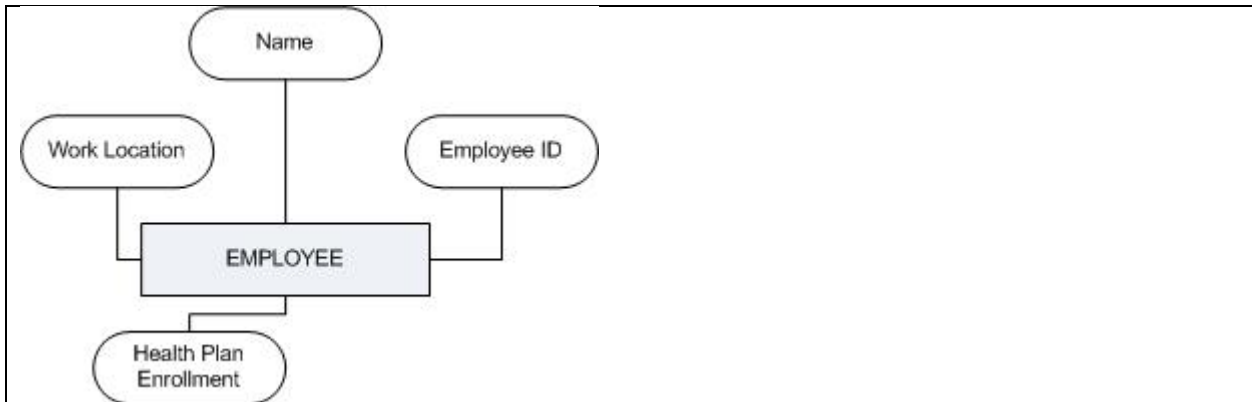 Name
Work Location
Employee ID
EMPLOYEE
Health Plan
Enrollment